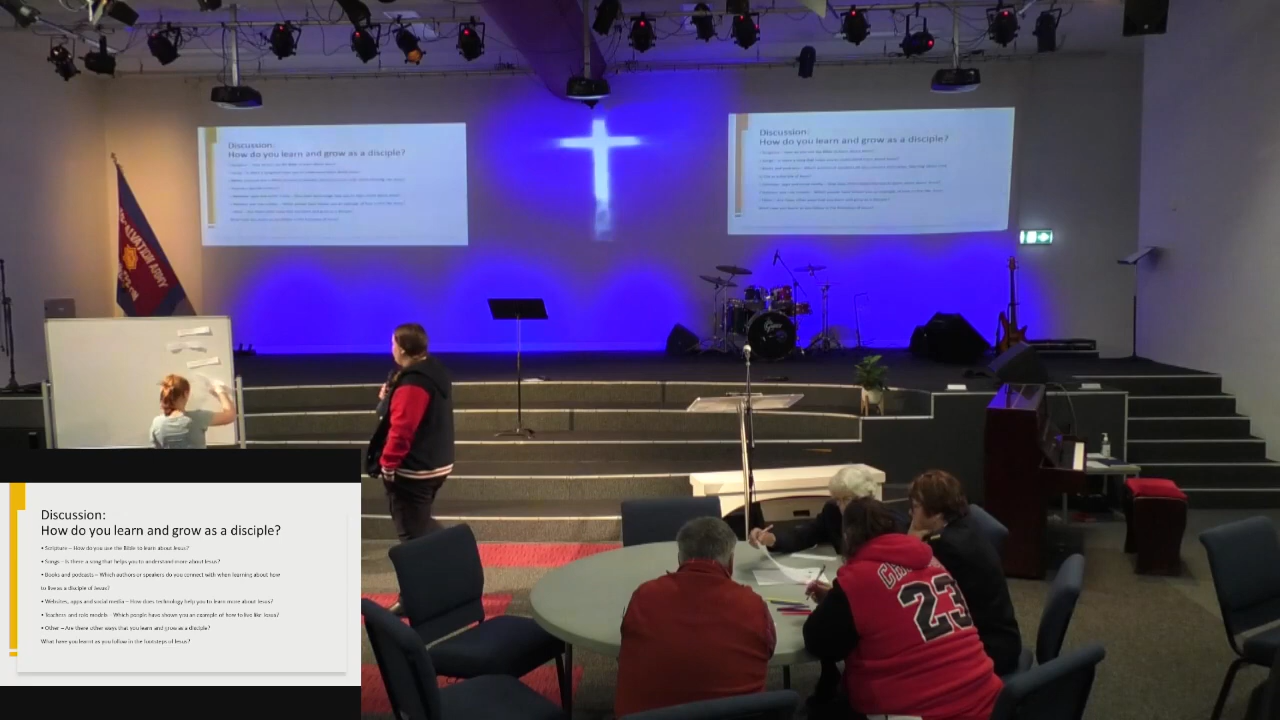 Discussion:
How do you learn and grow as a disciple?
Discussion:
How do you learn and grow as a disciple?
SALVATION ARMY
23
Discussion:
How do you learn and grow as a disciple?
• Scripture – How do you use the Bible to learn about Jesus?
• Songs – Is there a song that helps you to understand more about Jesus?
• Books and podcasts – Which authors or speakers do you connect with when learning about how
to live as a disciple of Jesus?
• Websites, apps and social media – How does technology help you to learn more about Jesus?
• Teachers and role models – Which people have shown you an example of how to live like Jesus?
• Other – Are there other ways that you learn and grow as a disciple?
What have you learnt as you follow in the footsteps of Jesus?